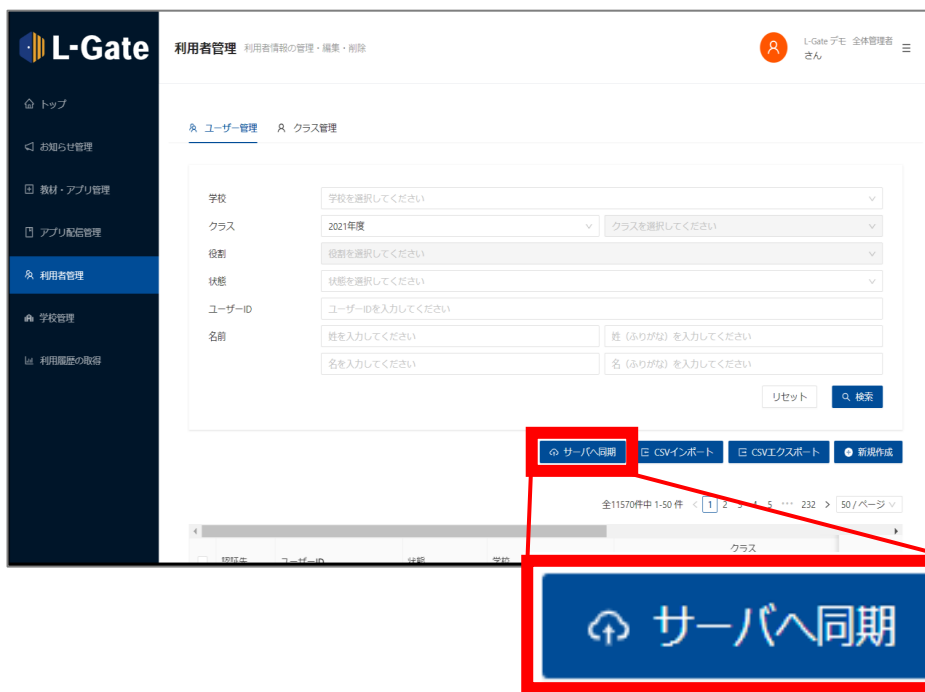 L-Gate
利用者管理 利用者情報の管理・編集・削除
L-Gate デモ 全体管理者
さん
トップ
お知らせ管理
教材・アプリ管理
アプリ配信管理
利用者管理
学校管理
利用履歴の取得
ユーザー管理 クラス管理
学校 学校を選択してください
クラス 2021年度 クラスを選択してください
役割 役割を選択してください
状態 状態を選択してください
ユーザーID ユーザーIDを入力してください
名前 姓を入力してください 姓（ふりがな）を入力してください
名を入力してください 名（ふりがな）を入力してください
リセット 検索
サーバへ同期 CSVインポート CSVエクスポート 新規作成
全11570件中 1-50 件 < 1 2 3 4 5 ••• 232 > 50 / ページ
クラス
認証先 ユーザーID 状態 学校
サーバへ同期